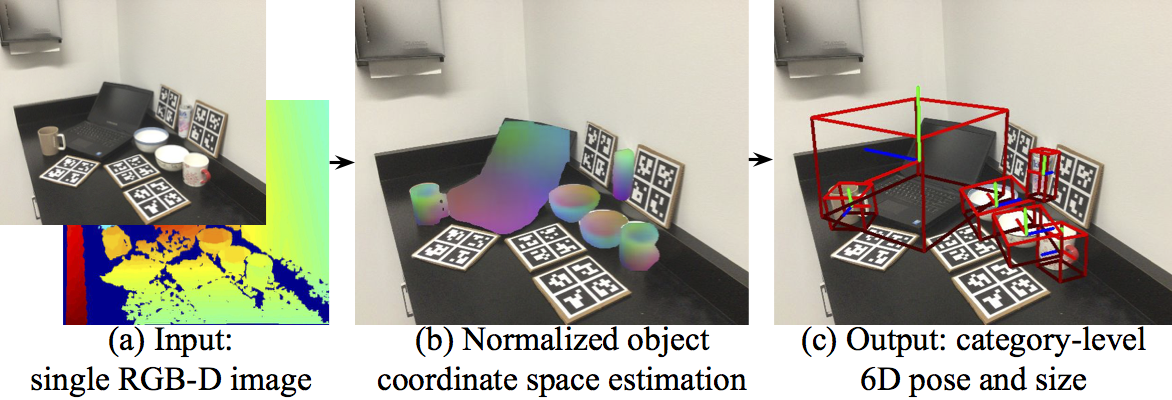 (a) Input:
single RGB-D image
(b) Normalized object
coordinate space estimation
(c) Output: category-level
6D pose and size